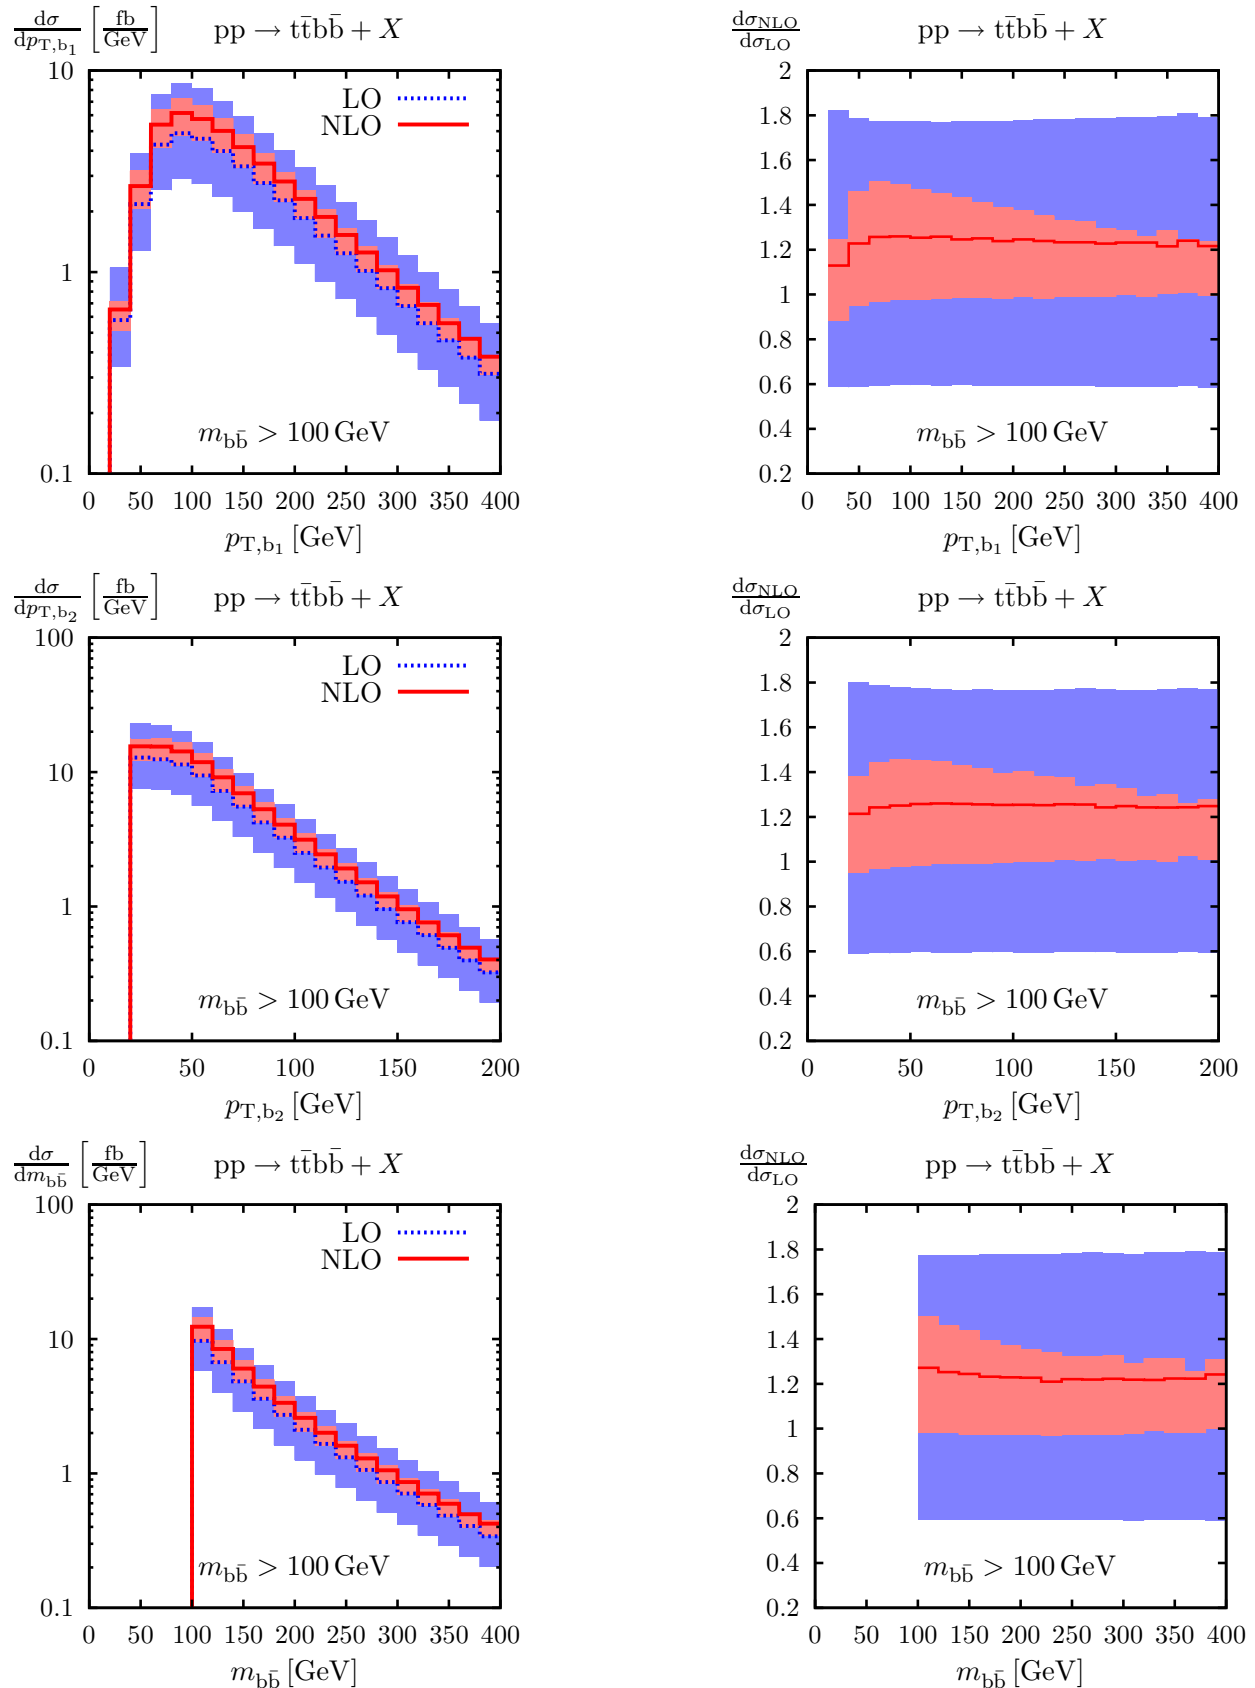 dσ/dp_T,b₁ [fb/GeV] pp → tt̄bb̄ + X
10
1
0.1
LO
NLO
m_bb̄ > 100 GeV
0 50 100 150 200 250 300 350 400
p_T,b₁ [GeV]
dσ_NLO/dσ_LO pp → tt̄bb̄ + X
2
1.8
1.6
1.4
1.2
1
0.8
0.6
0.4
0.2
m_bb̄ > 100 GeV
0 50 100 150 200 250 300 350 400
p_T,b₁ [GeV]
dσ/dp_T,b₂ [fb/GeV] pp → tt̄bb̄ + X
100
10
1
0.1
LO
NLO
m_bb̄ > 100 GeV
0 50 100 150 200
p_T,b₂ [GeV]
dσ_NLO/dσ_LO pp → tt̄bb̄ + X
2
1.8
1.6
1.4
1.2
1
0.8
0.6
0.4
0.2
m_bb̄ > 100 GeV
0 50 100 150 200
p_T,b₂ [GeV]
dσ/dm_bb̄ [fb/GeV] pp → tt̄bb̄ + X
100
10
1
0.1
LO
NLO
m_bb̄ > 100 GeV
0 50 100 150 200 250 300 350 400
m_bb̄ [GeV]
dσ_NLO/dσ_LO pp → tt̄bb̄ + X
2
1.8
1.6
1.4
1.2
1
0.8
0.6
0.4
0.2
m_bb̄ > 100 GeV
0 50 100 150 200 250 300 350 400
m_bb̄ [GeV]